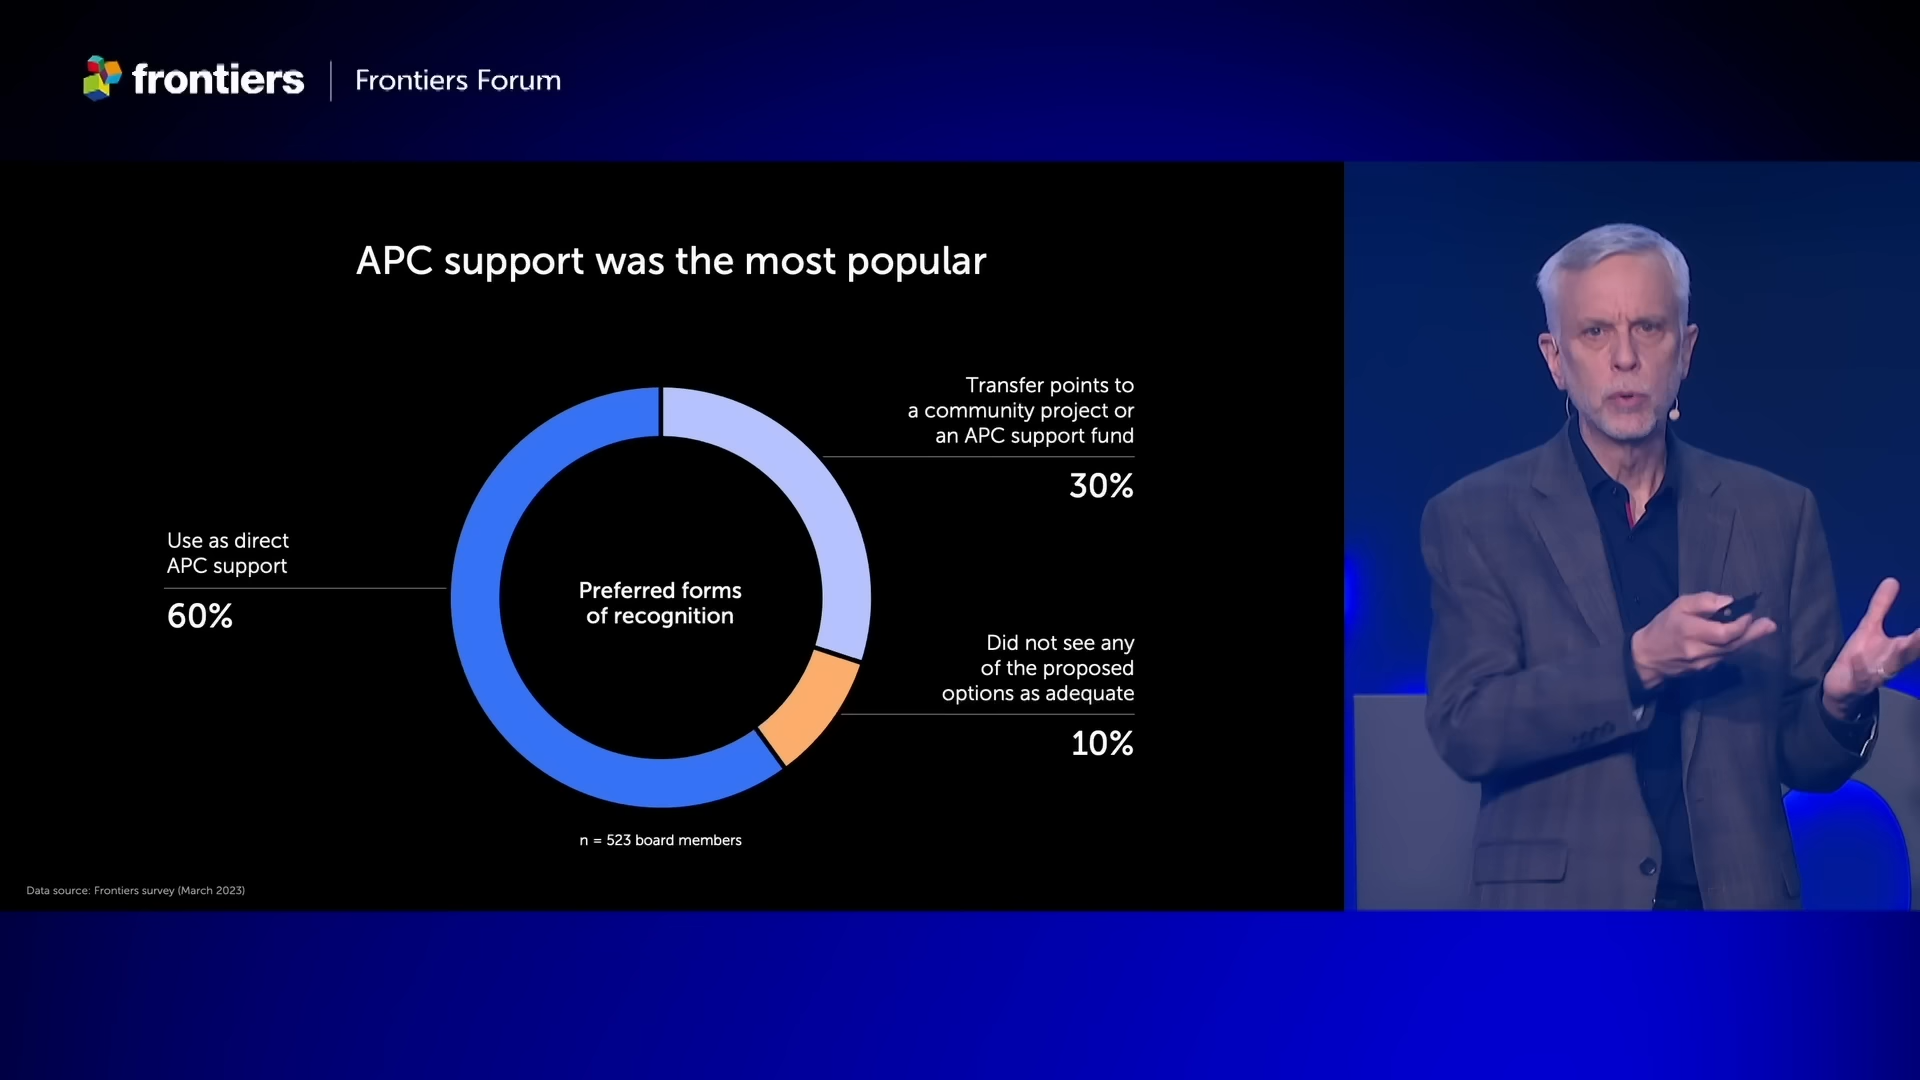 frontiers
Frontiers Forum
APC support was the most popular
Transfer points to
a community project or
an APC support fund
30%
Use as direct
APC support
60%
Preferred forms
of recognition
Did not see any
of the proposed
options as adequate
10%
n = 523 board members
Data source: Frontiers survey (March 2023)